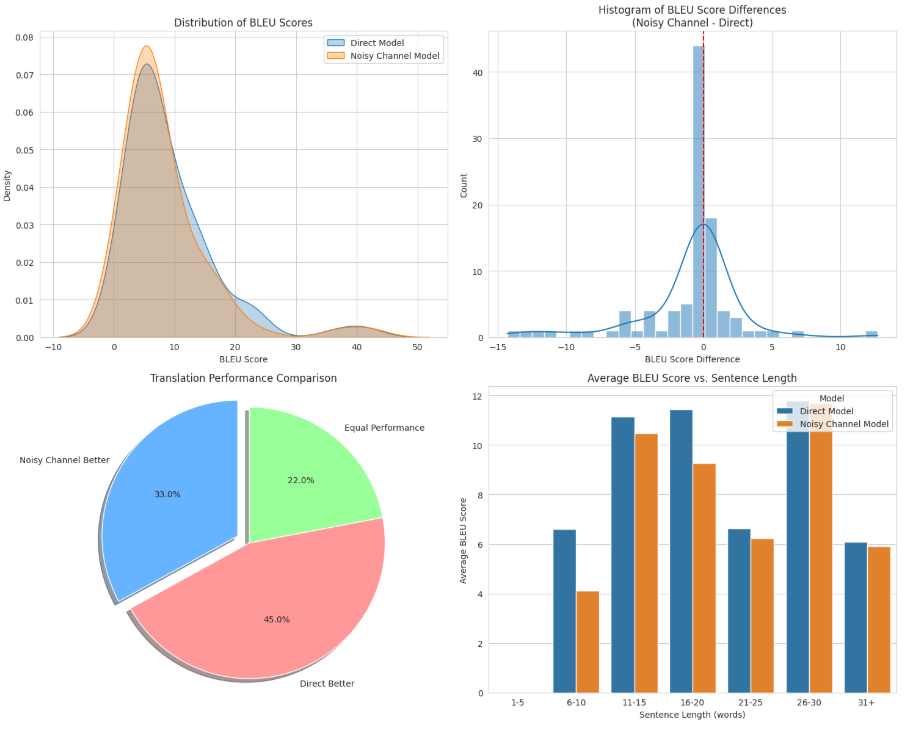 Distribution of BLEU Scores
Direct Model
Noisy Channel Model
0.08
0.07
0.06
0.05
0.04
0.03
0.02
0.01
0.00
Density
−10 0 10 20 30 40 50
BLEU Score
Histogram of BLEU Score Differences
(Noisy Channel - Direct)
40
30
20
10
0
Count
−15 −10 −5 0 5 10
BLEU Score Difference
Translation Performance Comparison
Noisy Channel Better
33.0%
Equal Performance
22.0%
45.0%
Direct Better
Average BLEU Score vs. Sentence Length
Model
Direct Model
Noisy Channel Model
12
10
8
6
4
2
0
Average BLEU Score
1-5 6-10 11-15 16-20 21-25 26-30 31+
Sentence Length (words)